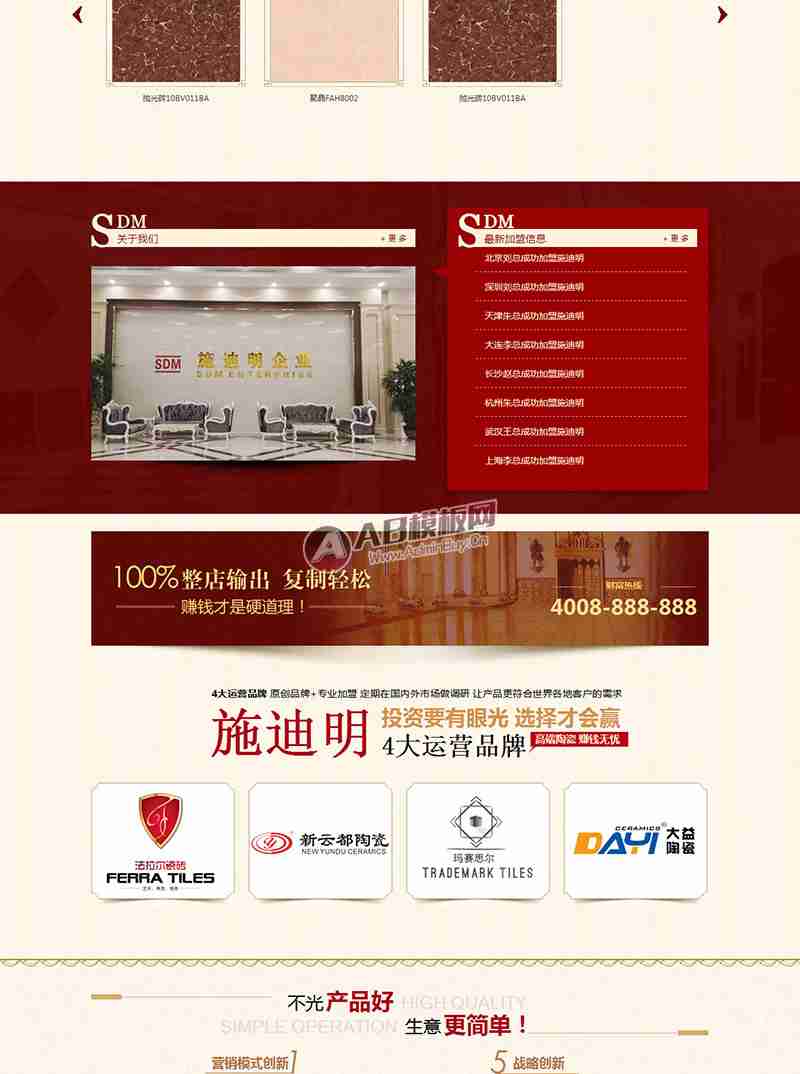 抛光砖10BV011BA
聚晶FAH8002
抛光砖10BV011BA
SDM
关于我们
+ 更 多
SDM
最新加盟信息
+ 更 多
北京刘总成功加盟施迪明
深圳刘总成功加盟施迪明
天津朱总成功加盟施迪明
大连李总成功加盟施迪明
长沙赵总成功加盟施迪明
杭州朱总成功加盟施迪明
武汉王总成功加盟施迪明
上海李总成功加盟施迪明
SDM 施迪明企业
SDM ENTERPRISE
AB模板网
www.AdminBuy.Cn
100%整店输出 复制轻松
赚钱才是硬道理！
财富热线
4008-888-888
4大运营品牌 原创品牌+专业加盟 定期在国内外市场做调研 让产品更符合世界各地客户的需求
施迪明
投资要有眼光 选择才会赢
4大运营品牌
高端陶瓷 赚钱无忧
法拉尔瓷砖
FERRA TILES
新云都陶瓷
NEW YUNDU CERAMICS
玛赛思尔
TRADEMARK TILES
CERAMICS
DAYI
大益
陶瓷
不光产品好 HIGH QUALITY
SIMPLE OPERATION 生意更简单！
营销模式创新1
5 战略创新